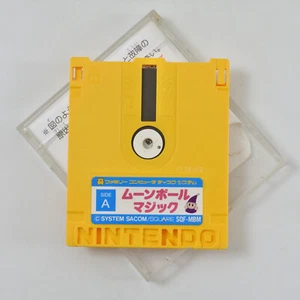 ファミリー コンピュータ ディスク システム
SIDE
A
ムーンボール
マジック
© SYSTEM SACOM/SQUARE SQF-MBM
NINTENDO